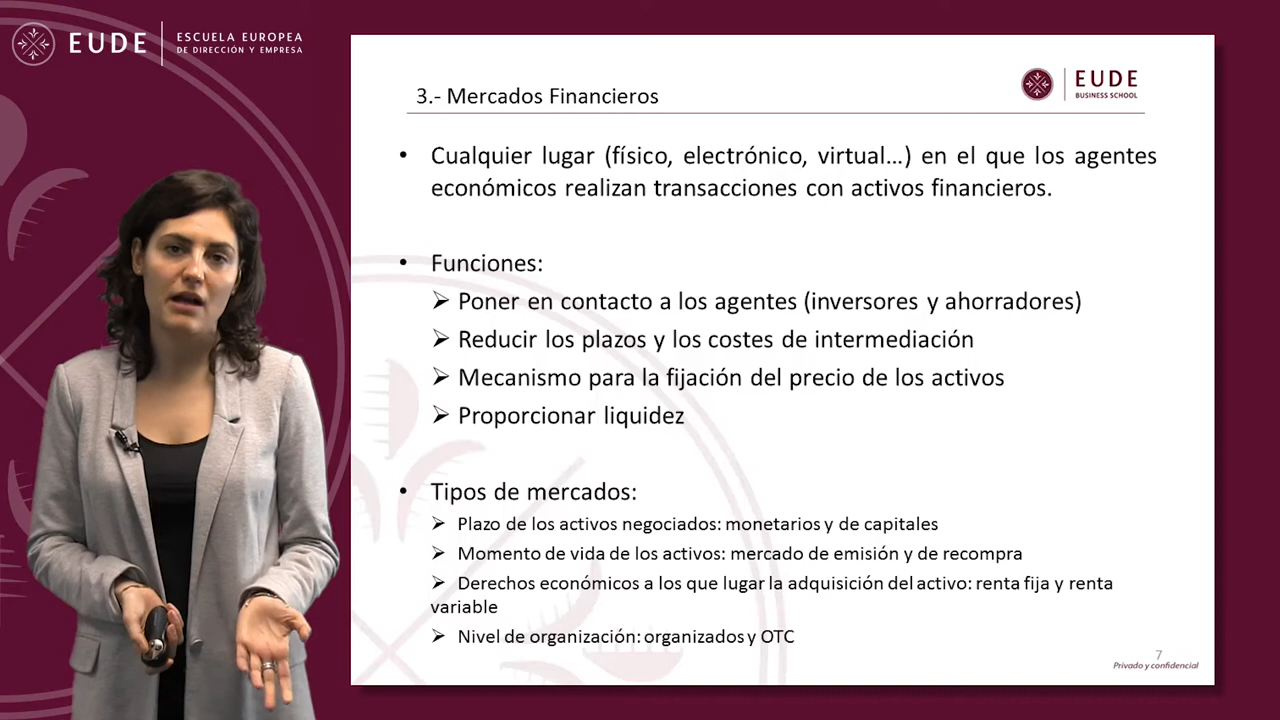 EUDE
ESCUELA EUROPEA
DE DIRECCIÓN Y EMPRESA
3.- Mercados Financieros
EUDE
BUSINESS SCHOOL
• Cualquier lugar (físico, electrónico, virtual…) en el que los agentes
económicos realizan transacciones con activos financieros.
• Funciones:
➢ Poner en contacto a los agentes (inversores y ahorradores)
➢ Reducir los plazos y los costes de intermediación
➢ Mecanismo para la fijación del precio de los activos
➢ Proporcionar liquidez
• Tipos de mercados:
➢ Plazo de los activos negociados: monetarios y de capitales
➢ Momento de vida de los activos: mercado de emisión y de recompra
➢ Derechos económicos a los que lugar la adquisición del activo: renta fija y renta
variable
➢ Nivel de organización: organizados y OTC
7
Privado y confidencial